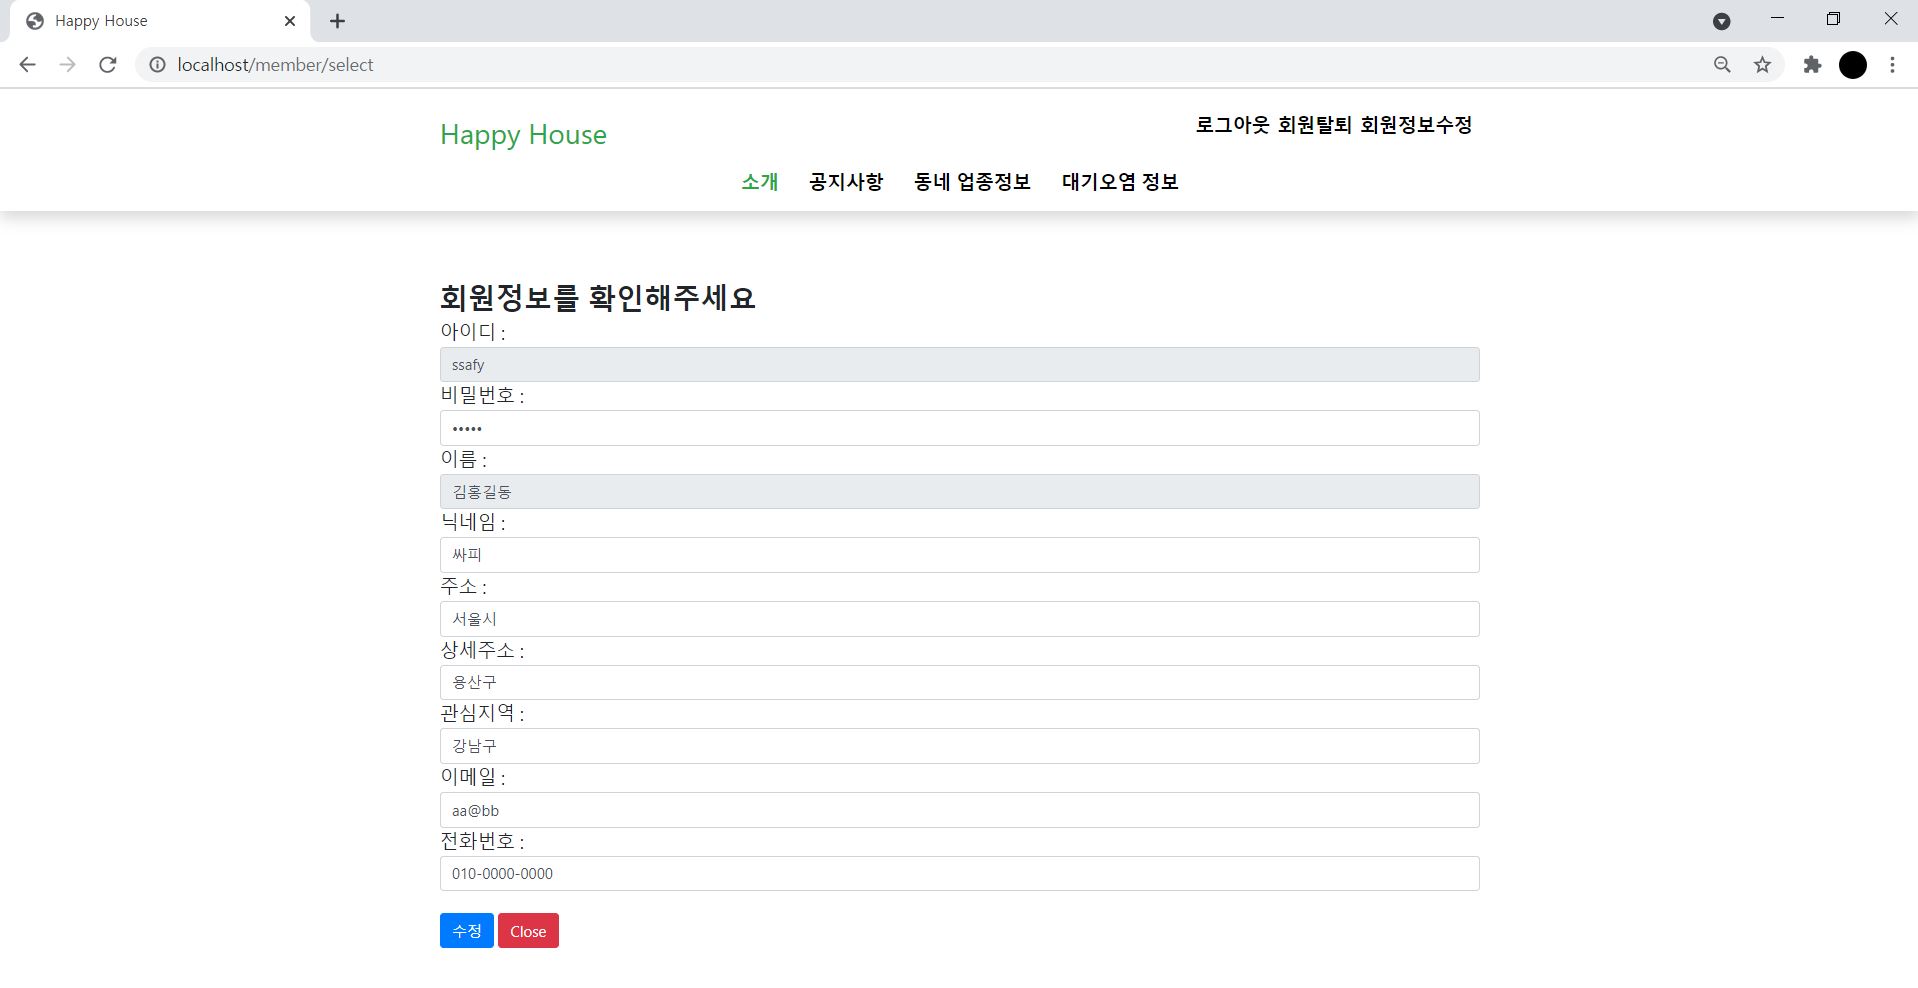 Happy House
localhost/member/select
Happy House
로그아웃 회원탈퇴 회원정보수정
소개 공지사항 동네 업종정보 대기오염 정보
회원정보를 확인해주세요
아이디 :
ssafy
비밀번호 :
•••••
이름 :
김홍길동
닉네임 :
싸피
주소 :
서울시
상세주소 :
용산구
관심지역 :
강남구
이메일 :
aa@bb
전화번호 :
010-0000-0000
수정 Close